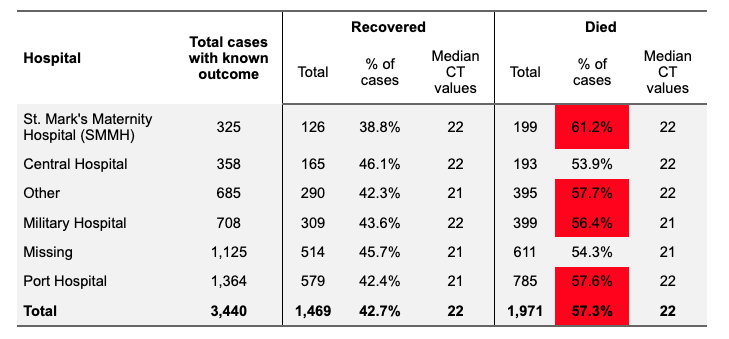 Recovered Died
Hospital Total cases with known outcome Total % of cases Median CT values Total % of cases Median CT values
St. Mark's Maternity Hospital (SMMH) 325 126 38.8% 22 199 61.2% 22
Central Hospital 358 165 46.1% 22 193 53.9% 22
Other 685 290 42.3% 21 395 57.7% 22
Military Hospital 708 309 43.6% 22 399 56.4% 21
Missing 1,125 514 45.7% 21 611 54.3% 21
Port Hospital 1,364 579 42.4% 21 785 57.6% 22
Total 3,440 1,469 42.7% 22 1,971 57.3% 22